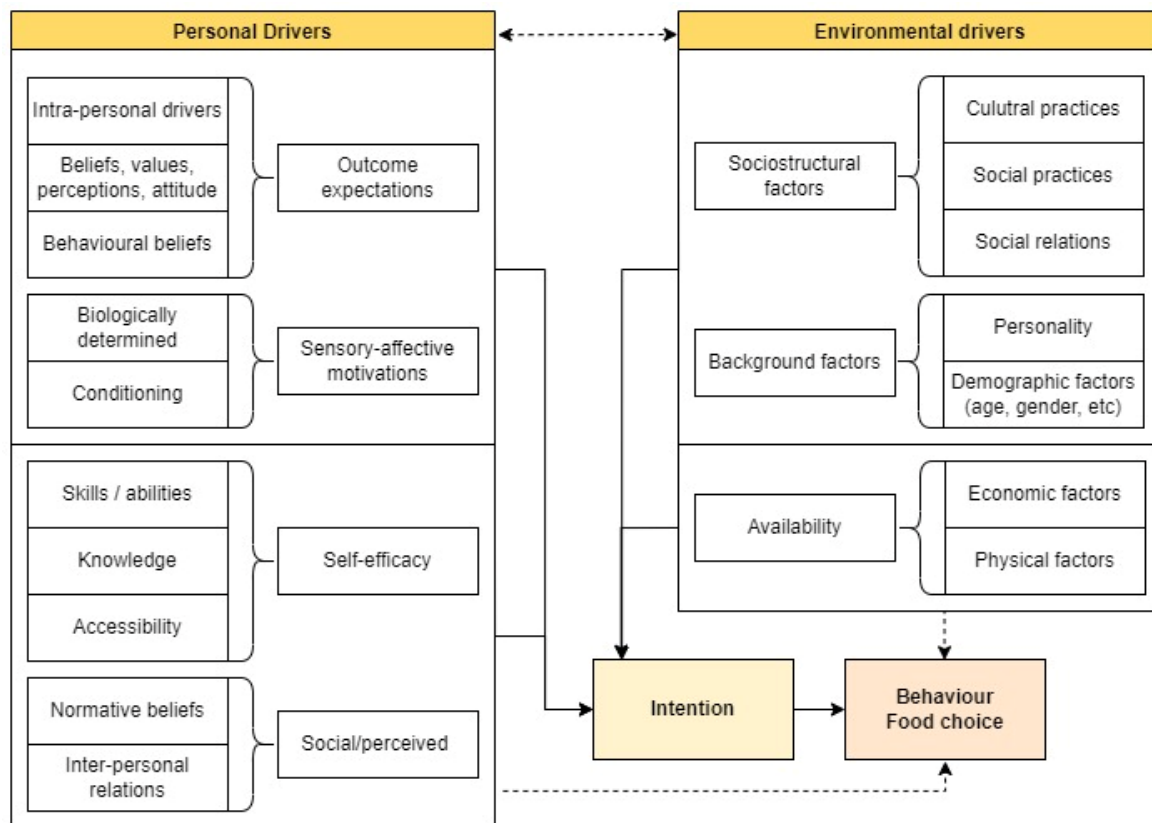 Personal Drivers
Intra-personal drivers
Beliefs, values,
perceptions, attitude
Behavioural beliefs
Outcome
expectations
Biologically
determined
Conditioning
Sensory-affective
motivations
Skills / abilities
Knowledge
Accessibility
Self-efficacy
Normative beliefs
Inter-personal
relations
Social/perceived
Environmental drivers
Sociostructural
factors
Culutral practices
Social practices
Social relations
Background factors
Personality
Demographic factors
(age, gender, etc)
Availability
Economic factors
Physical factors
Intention
Behaviour
Food choice